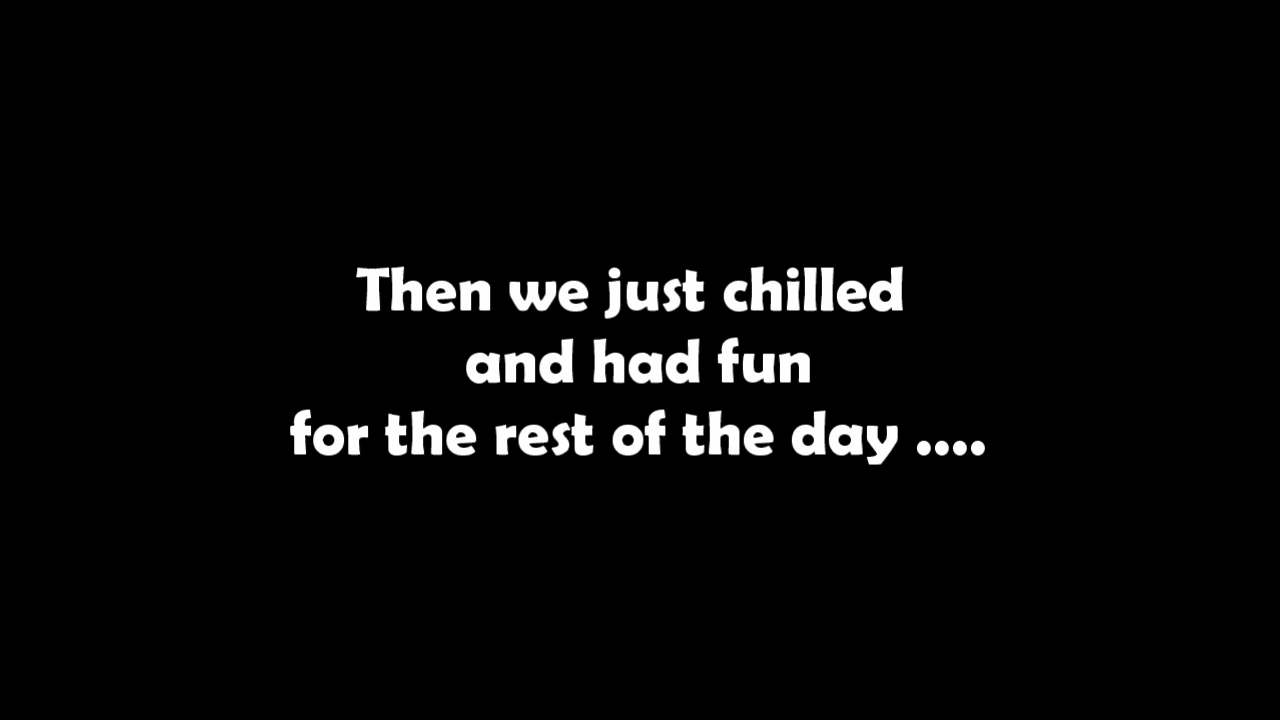 Then we just chilled
and had fun
for the rest of the day ....